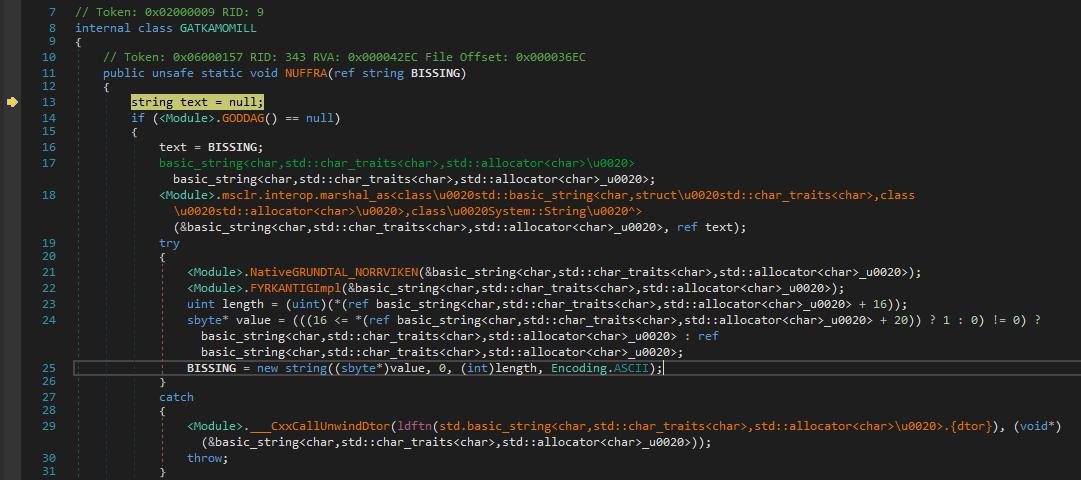 7 // Token: 0x02000009 RID: 9
8 internal class GATKAMOMILL
9 {
10 // Token: 0x06000157 RID: 343 RVA: 0x000042EC File Offset: 0x000036EC
11 public unsafe static void NUFFRA(ref string BISSING)
12 {
13 string text = null;
14 if (<Module>.GODDAG() == null)
15 {
16 text = BISSING;
17 basic_string<char,std::char_traits<char>,std::allocator<char>\u0020>
basic_string<char,std::char_traits<char>,std::allocator<char>_u0020>;
18 <Module>.msclr.interop.marshal_as<class\u0020std::basic_string<char,struct\u0020std::char_traits<char>,class
\u0020std::allocator<char>\u0020>,class\u0020System::String\u0020^>
(&basic_string<char,std::char_traits<char>,std::allocator<char>_u0020>, ref text);
19 try
20 {
21 <Module>.NativeGRUNDTAL_NORRVIKEN(&basic_string<char,std::char_traits<char>,std::allocator<char>_u0020>);
22 <Module>.FYRKANTIGImpl(&basic_string<char,std::char_traits<char>,std::allocator<char>_u0020>);
23 uint length = (uint)(*(ref basic_string<char,std::char_traits<char>,std::allocator<char>_u0020> + 16));
24 sbyte* value = (((16 <= *(ref basic_string<char,std::char_traits<char>,std::allocator<char>_u0020> + 20)) ? 1 : 0) != 0) ?
basic_string<char,std::char_traits<char>,std::allocator<char>_u0020> : ref
basic_string<char,std::char_traits<char>,std::allocator<char>_u0020>;
25 BISSING = new string((sbyte*)value, 0, (int)length, Encoding.ASCII);
26 }
27 catch
28 {
29 <Module>.___CxxCallUnwindDtor(ldftn(std.basic_string<char,std::char_traits<char>,std::allocator<char>\u0020>.{dtor}), (void*)
(&basic_string<char,std::char_traits<char>,std::allocator<char>_u0020>));
30 throw;
31 }